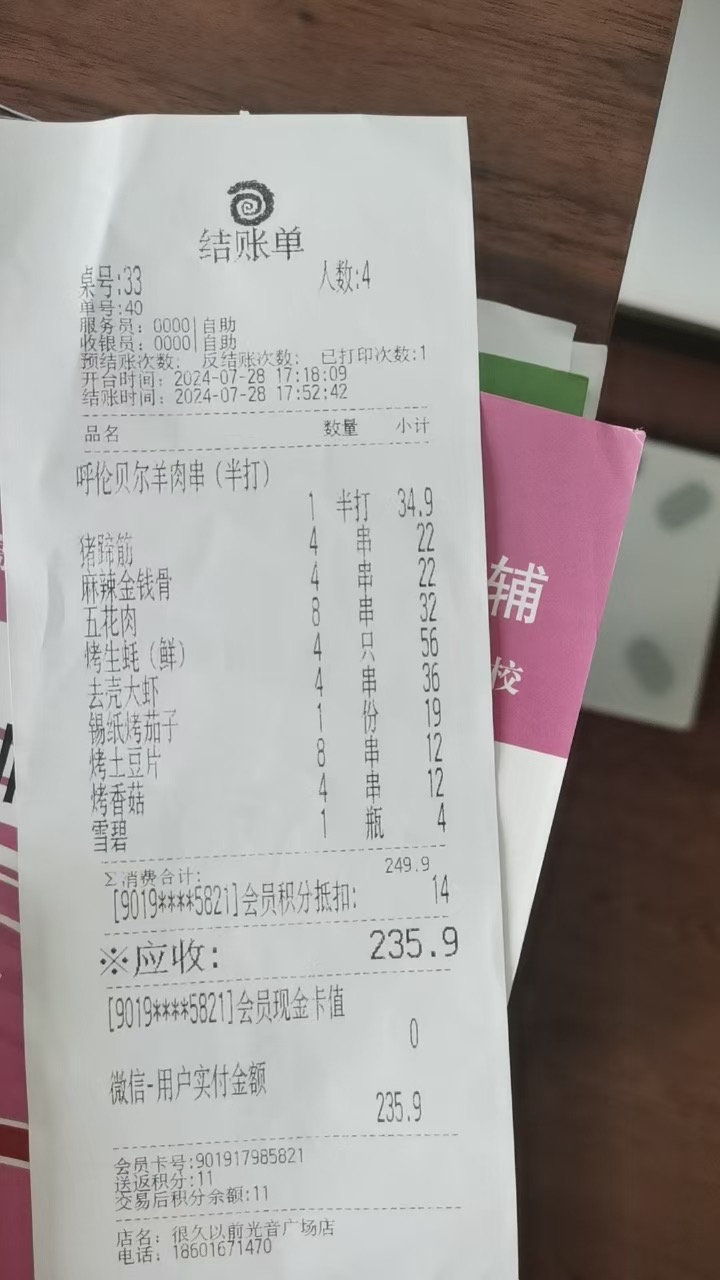 结账单
桌号:33 人数:4
单号:40
服务员: 0000|自助
收银员: 0000|自助
预结账次数: 反结账次数: 已打印次数:1
开台时间: 2024-07-28 17:18:09
结账时间: 2024-07-28 17:52:42
品名 数量 小计
呼伦贝尔羊肉串(半打)
1 半打 34.9
猪蹄筋 4 串 22
麻辣金钱骨 4 串 22
五花肉 8 串 32
烤生蚝(鲜) 4 只 56
去壳大虾 4 串 36
锡纸烤茄子 1 份 19
烤土豆片 8 串 12
烤香菇 4 串 12
雪碧 1 瓶 4
Σ消费合计: 249.9
[9019****5821]会员积分抵扣: 14
※应收: 235.9
[9019****5821]会员现金卡值
0
微信-用户实付金额
235.9
会员卡号:901917985821
送返积分:11
交易后积分余额:11
店名: 很久以前光音广场店
电话: 18601671470
辅
校